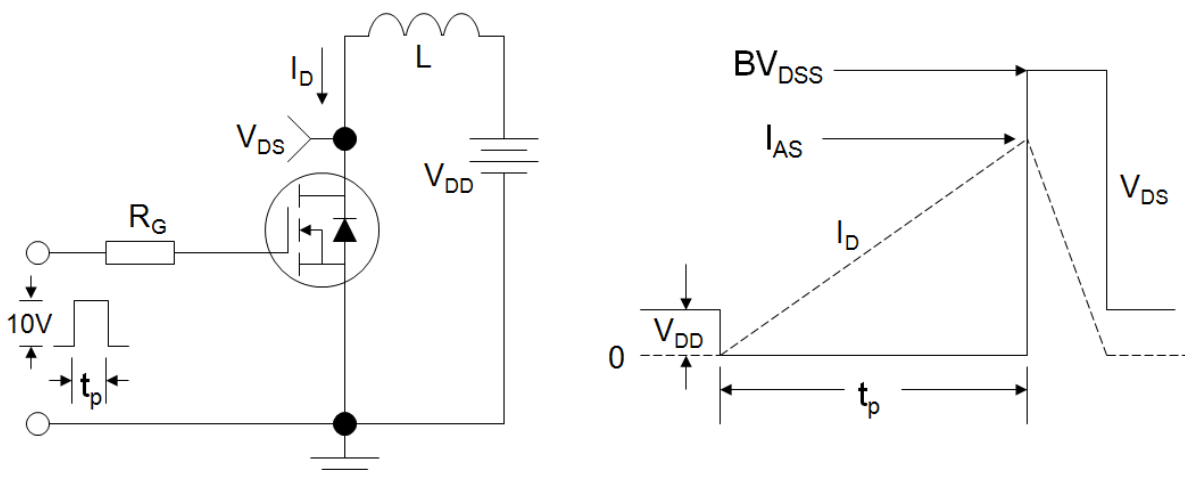 I_D
L
V_DS
V_DD
R_G
10V
t_p
BV_DSS
I_AS
V_DS
I_D
V_DD
0
t_p